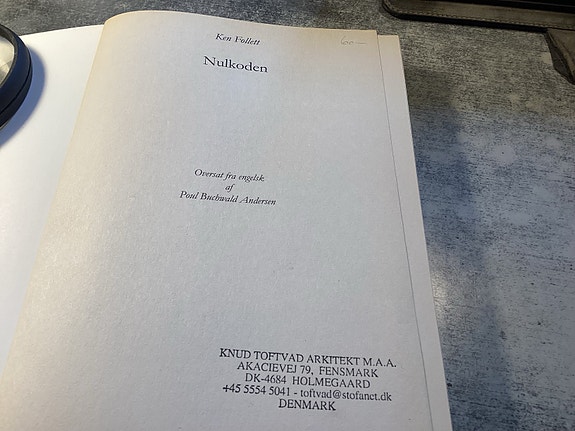 Ken Follett
600 —
Nulkoden
Oversat fra engelsk
af
Poul Buchwald Andersen
KNUD TOFTVAD ARKITEKT M.A.A.
AKACIEVEJ 79, FENSMARK
DK-4684 HOLMEGAARD
+45 5554 5041 - toftvad@stofanet.dk
DENMARK